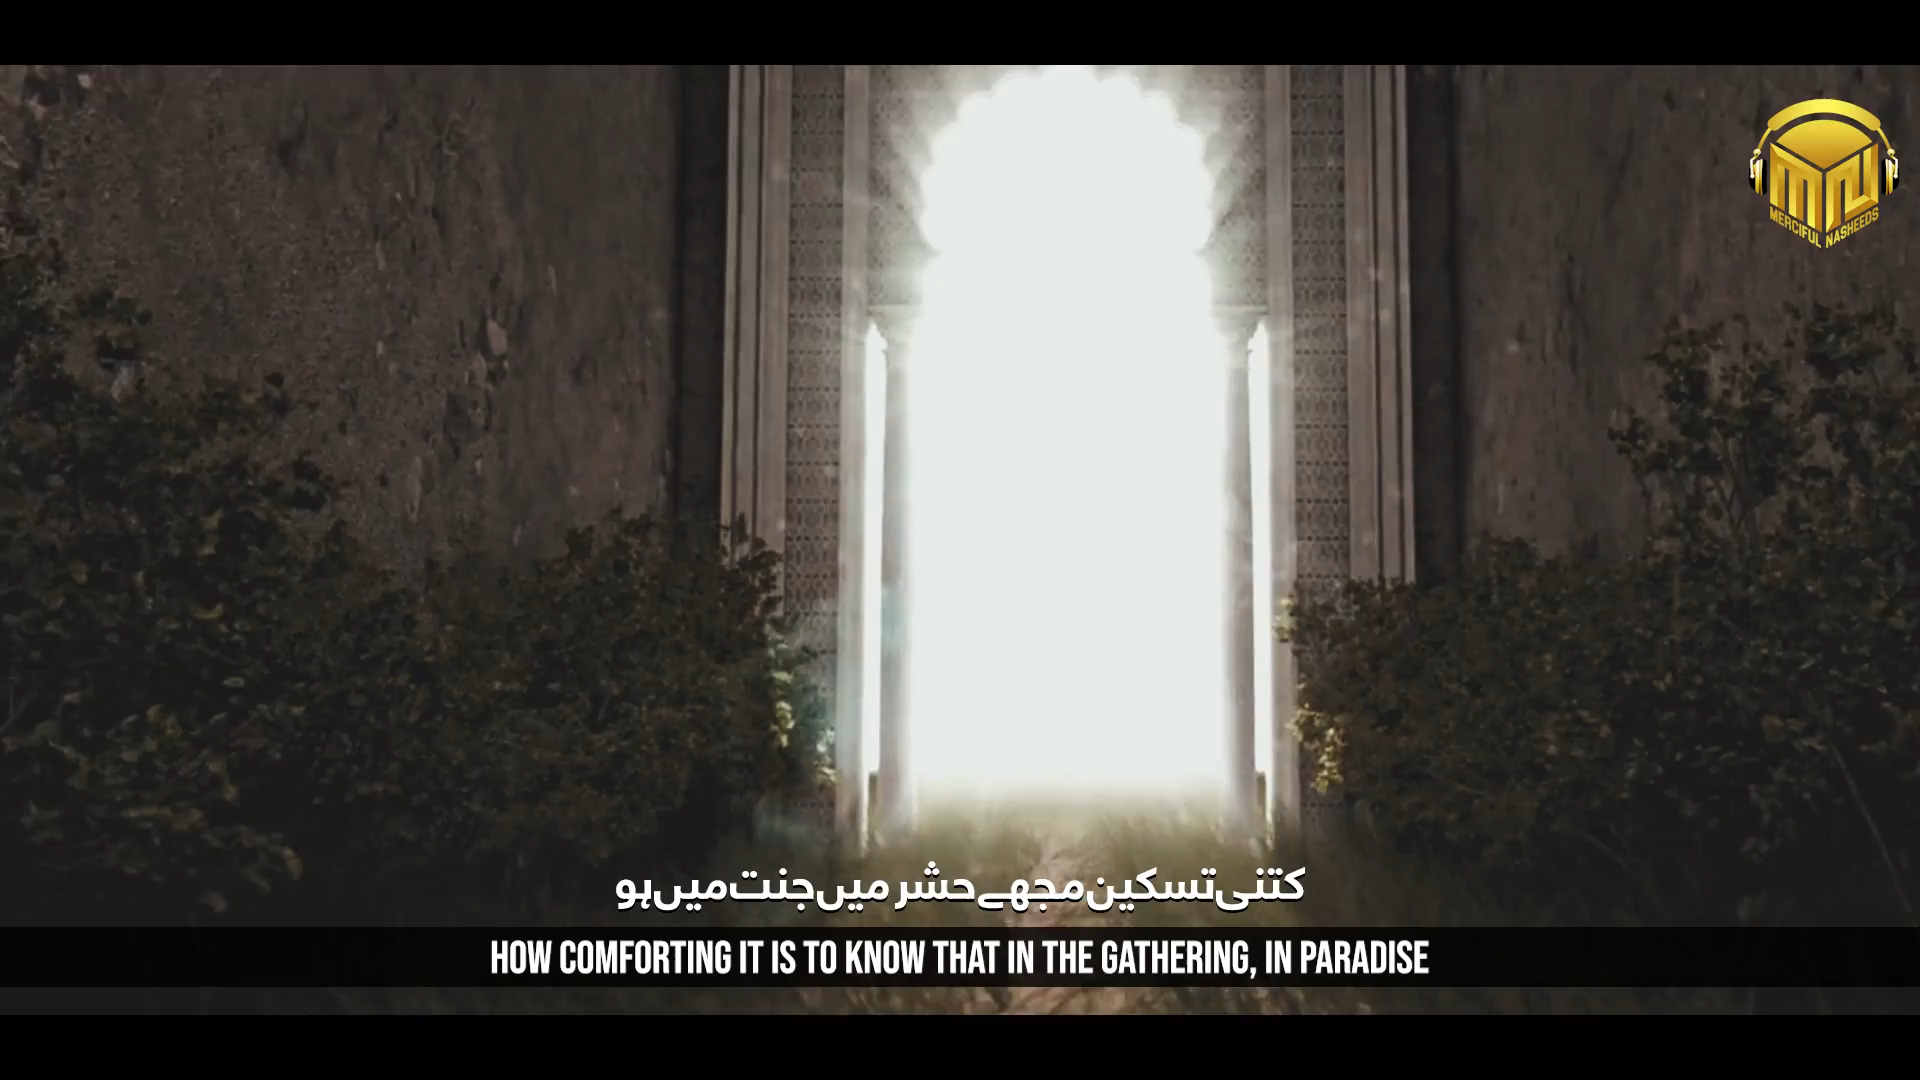 MERCIFUL NASHEEDS
کتنی تسکین مجھے حشر میں جنت میں ہو
HOW COMFORTING IT IS TO KNOW THAT IN THE GATHERING, IN PARADISE